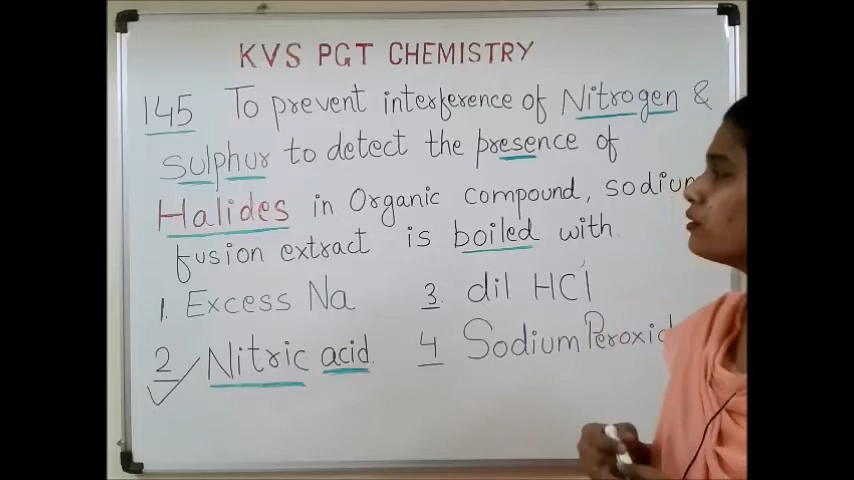 KVS PGT CHEMISTRY
145 To prevent interference of Nitrogen &
Sulphur to detect the presence of
Halides in Organic compound, sodium
fusion extract is boiled with
1. Excess Na 3. dil HCl
2 Nitric acid. 4 Sodium Peroxid